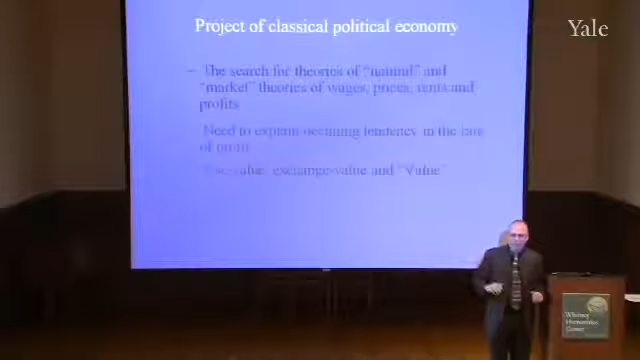 Yale
Project of classical political economy
– The search for theories of “natural” and
“market” theories of wages, prices, rents and
profits
Need to explain declining tendency in the rate
of profit
Use-value, exchange-value and “Value”
Whitney
Humanities
Center